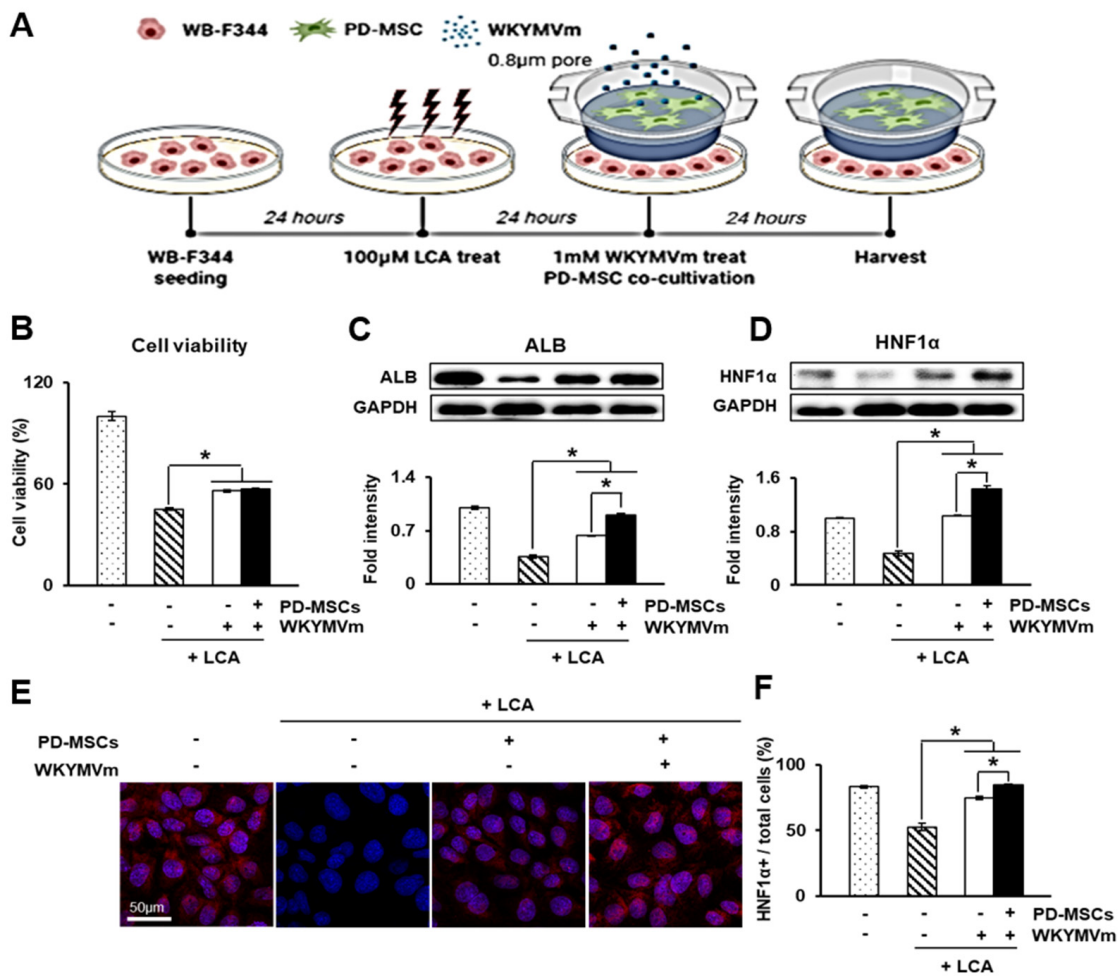 A
WB-F344 PD-MSC WKYMVm
0.8µm pore
24 hours 24 hours 24 hours
WB-F344
seeding
100µM LCA treat
1mM WKYMVm treat
PD-MSC co-cultivation
Harvest
B
Cell viability
Cell viability (%)
120
60
0
*
- - - + PD-MSCs
- - + + WKYMVm
+ LCA
C
ALB
ALB
GAPDH
Fold intensity
1.4
0.7
0
*
*
- - - + PD-MSCs
- - + + WKYMVm
+ LCA
D
HNF1α
HNF1α
GAPDH
Fold intensity
1.6
0.8
0
*
*
- - - + PD-MSCs
- - + + WKYMVm
+ LCA
E
+ LCA
PD-MSCs - - + +
WKYMVm - - - +
50µm
F
HNF1α+ / total cells (%)
100
50
0
*
*
- - - + PD-MSCs
- - + + WKYMVm
+ LCA